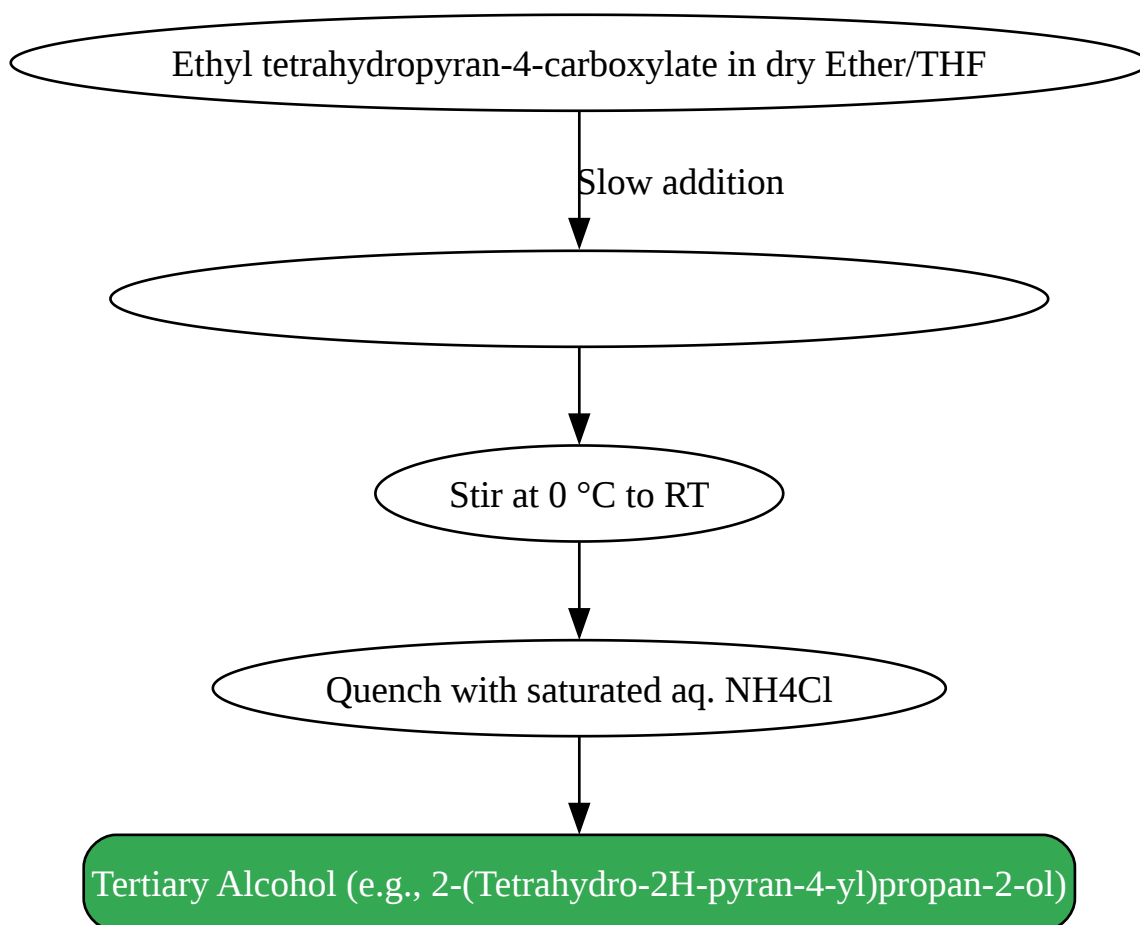 Ethyl tetrahydropyran-4-carboxylate in dry Ether/THF
Slow addition
Stir at 0 °C to RT
Quench with saturated aq. NH4Cl
Tertiary Alcohol (e.g., 2-(Tetrahydro-2H-pyran-4-yl)propan-2-ol)